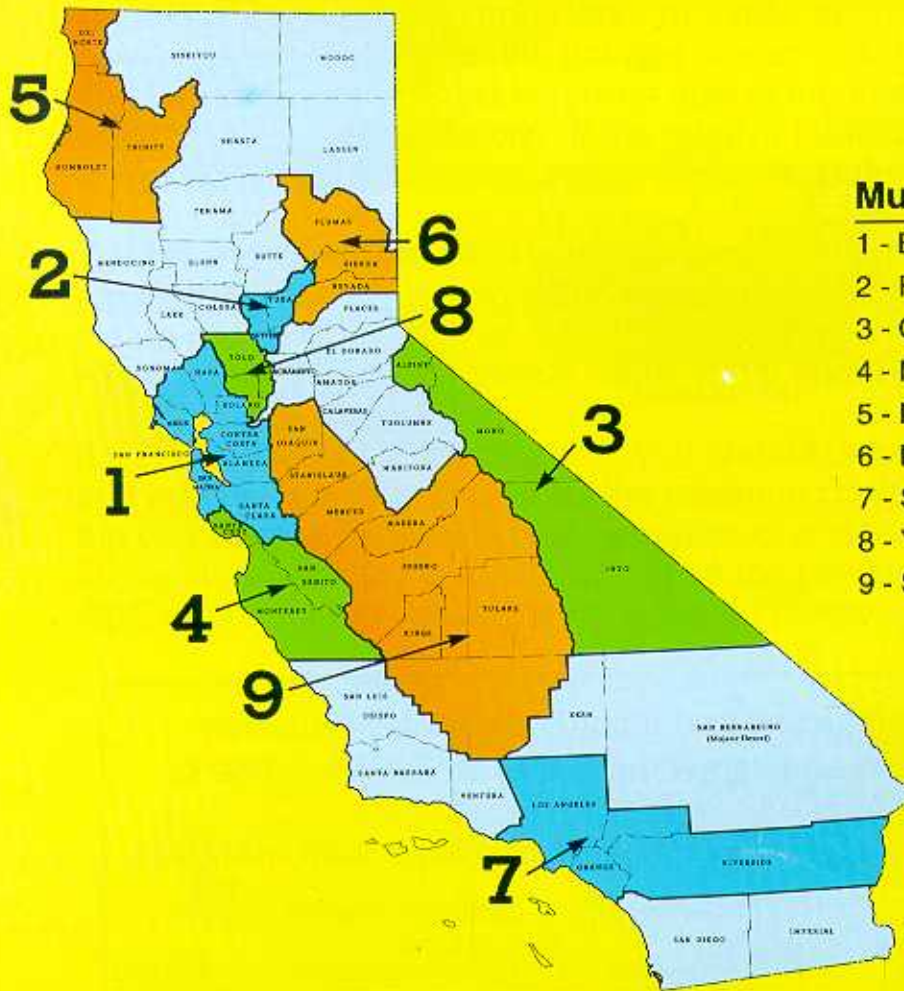 DEL
NORTE
SISKIYOU
MODOC
5
TRINITY
SHASTA
LASSEN
HUMBOLDT
TEHAMA
PLUMAS
6
MENDOCINO
GLENN
BUTTE
SIERRA
2
YUBA
NEVADA
COLUSA
PLACER
LAKE
8
YOLO
EL DORADO
SONOMA
NAPA
SACRAMENTO
ALPINE
AMADOR
SOLANO
CALAVERAS
MONO
3
SAN
JOAQUIN
TUOLUMNE
CONTRA
COSTA
SAN FRANCISCO
ALAMEDA
STANISLAUS
MARIPOSA
1
SAN
MATEO
SANTA
CLARA
MERCED
MADERA
SANTA
CRUZ
SAN
BENITO
FRESNO
INYO
4
MONTEREY
TULARE
KINGS
9
SAN LUIS
OBISPO
KERN
SAN BERNARDINO
(Mojave Desert)
SANTA BARBARA
VENTURA
LOS ANGELES
7
ORANGE
RIVERSIDE
SAN DIEGO
IMPERIAL
Mu
1 -
2 -
3 -
4 -
5 -
6 -
7 - S
8 -
9 - S